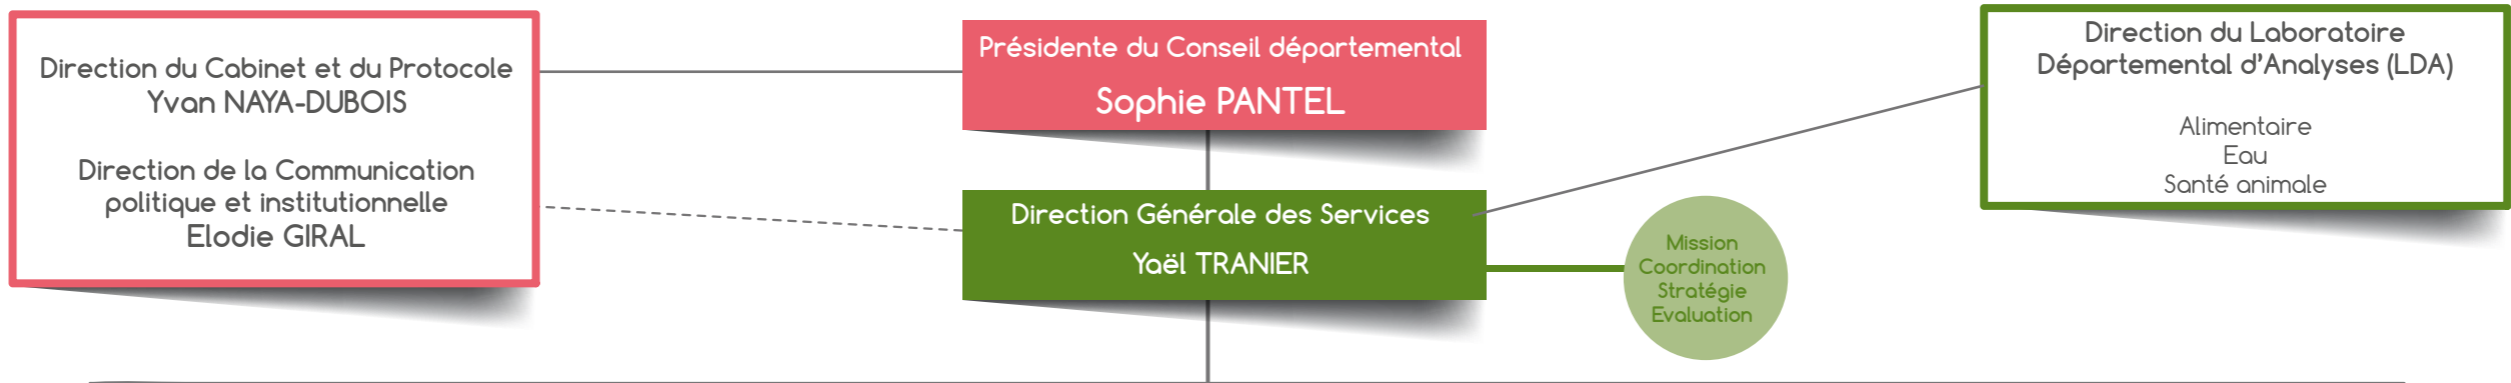 Direction du Cabinet et du Protocole
Yvan NAYA-DUBOIS
Direction de la Communication
politique et institutionnelle
Elodie GIRAL
Présidente du Conseil départemental
Sophie PANTEL
Direction Générale des Services
Yaël TRANIER
Mission
Coordination
Stratégie
Evaluation
Direction du Laboratoire
Départemental d'Analyses (LDA)
Alimentaire
Eau
Santé animale